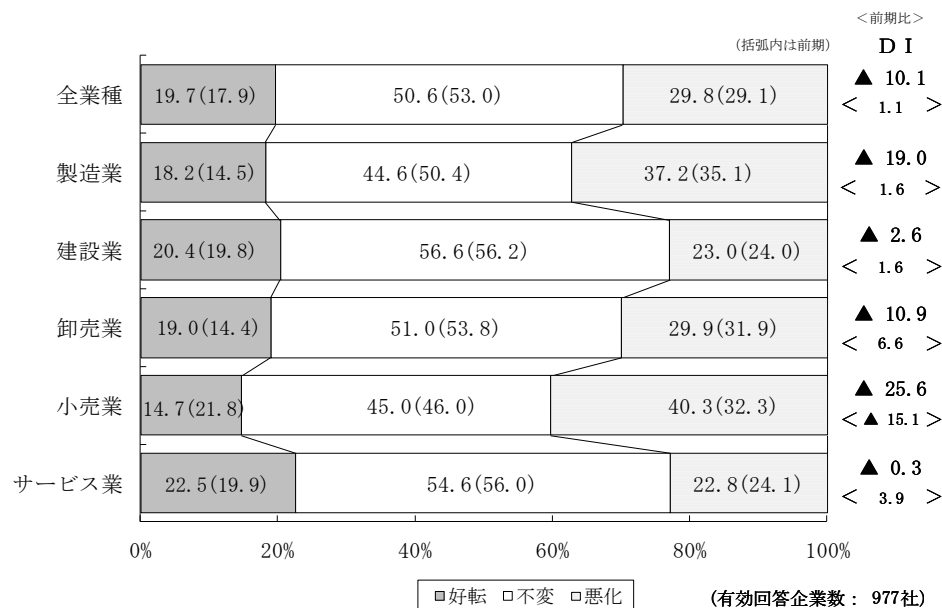 ＜前期比＞
(括弧内は前期) ＤＩ
全業種 19.7(17.9) 50.6(53.0) 29.8(29.1) ▲ 10.1
＜ 1.1 ＞
製造業 18.2(14.5) 44.6(50.4) 37.2(35.1) ▲ 19.0
＜ 1.6 ＞
建設業 20.4(19.8) 56.6(56.2) 23.0(24.0) ▲ 2.6
＜ 1.6 ＞
卸売業 19.0(14.4) 51.0(53.8) 29.9(31.9) ▲ 10.9
＜ 6.6 ＞
小売業 14.7(21.8) 45.0(46.0) 40.3(32.3) ▲ 25.6
＜ ▲ 15.1 ＞
サービス業 22.5(19.9) 54.6(56.0) 22.8(24.1) ▲ 0.3
＜ 3.9 ＞
0% 20% 40% 60% 80% 100%
好転 不変 悪化
(有効回答企業数： 977社)